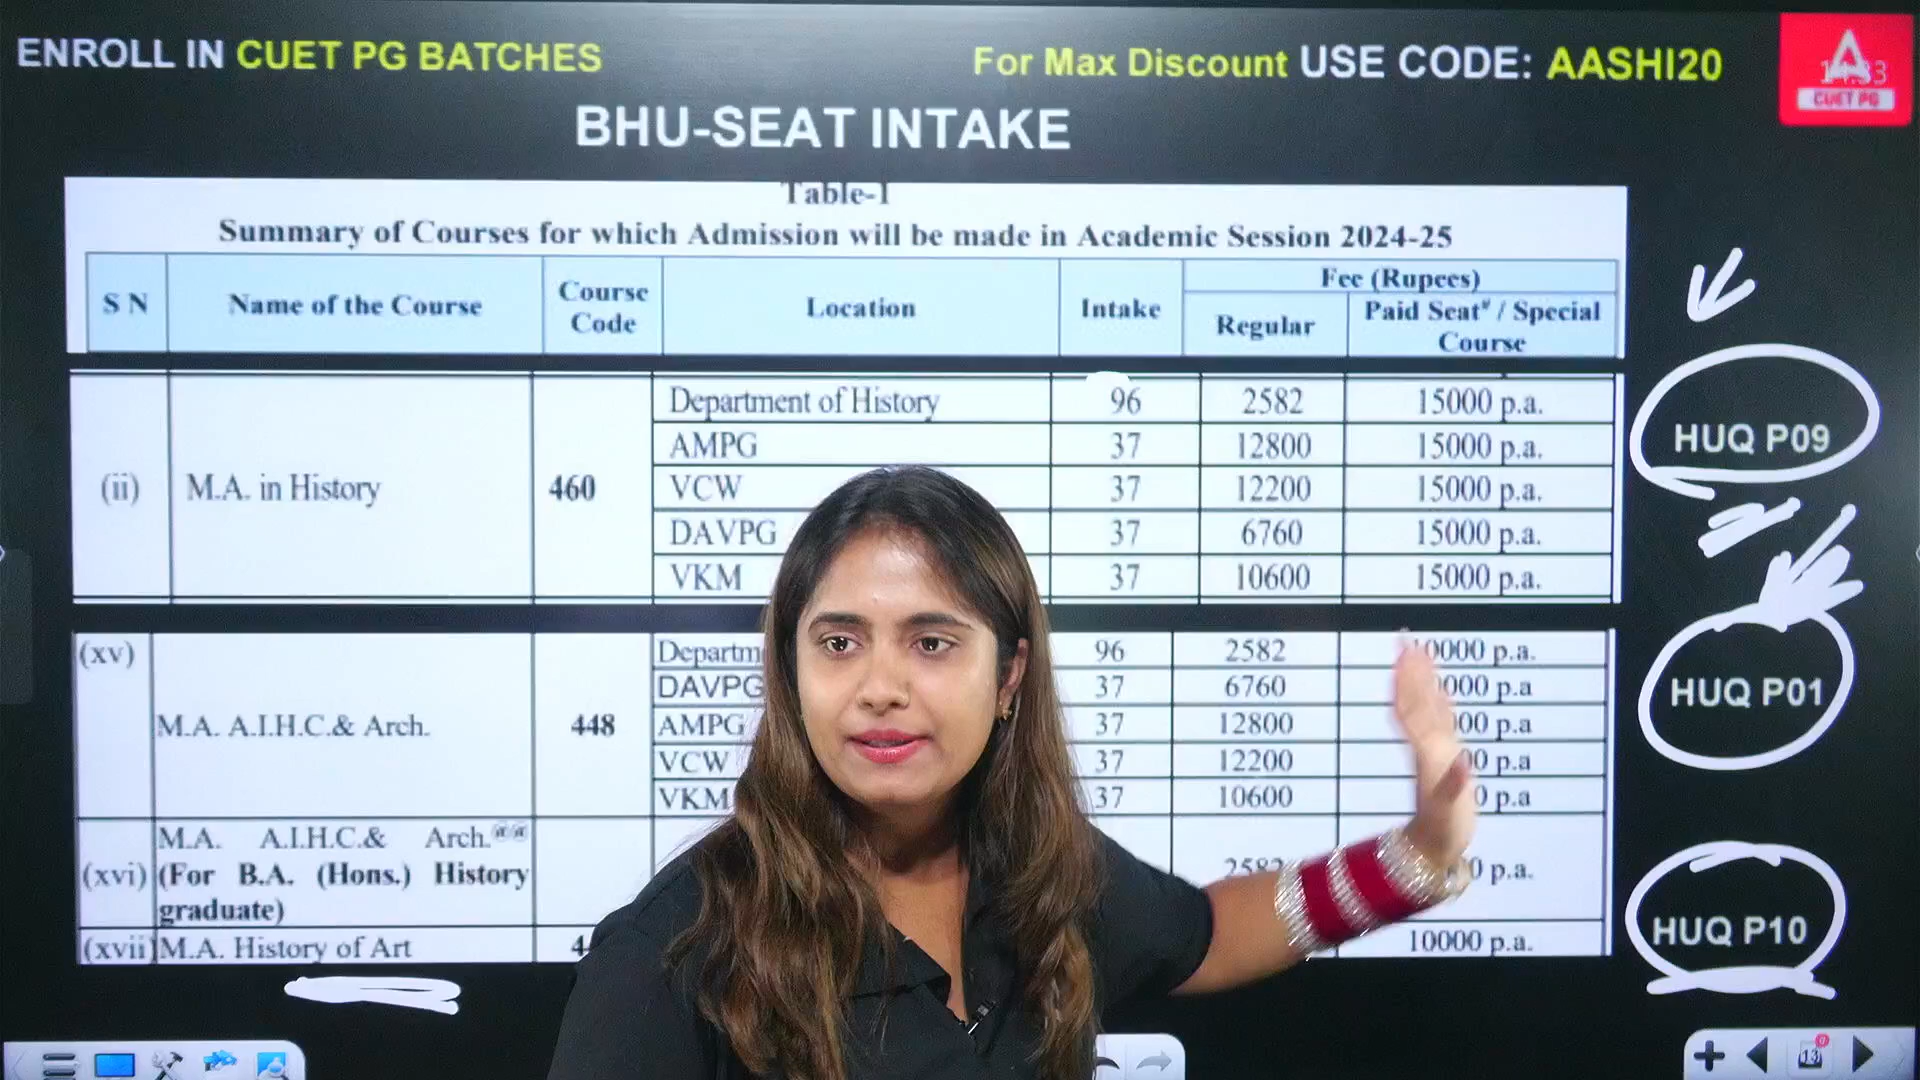 ENROLL IN CUET PG BATCHES
For Max Discount USE CODE: AASHI20
CUET PG
BHU-SEAT INTAKE
Table-1
Summary of Courses for which Admission will be made in Academic Session 2024-25
S N Name of the Course Course Code Location Intake Fee (Rupees)
Regular Paid Seat# / Special Course
(ii) M.A. in History 460
Department of History 96 2582 15000 p.a.
AMPG 37 12800 15000 p.a.
VCW 37 12200 15000 p.a.
DAVPG 37 6760 15000 p.a.
VKM 37 10600 15000 p.a.
HUQ P09
(xv) M.A. A.I.H.C.& Arch. 448
96 2582 p.a.
DAVPG 37 6760 p.a
AMPG 37 12800 p.a
VCW 37 12200 p.a
VKM 37 10600 p.a
HUQ P01
(xvi) M.A. A.I.H.C.& Arch.@@
(For B.A. (Hons.) History
graduate)
p.a.
(xvii) M.A. History of Art 10000 p.a.
HUQ P10
13